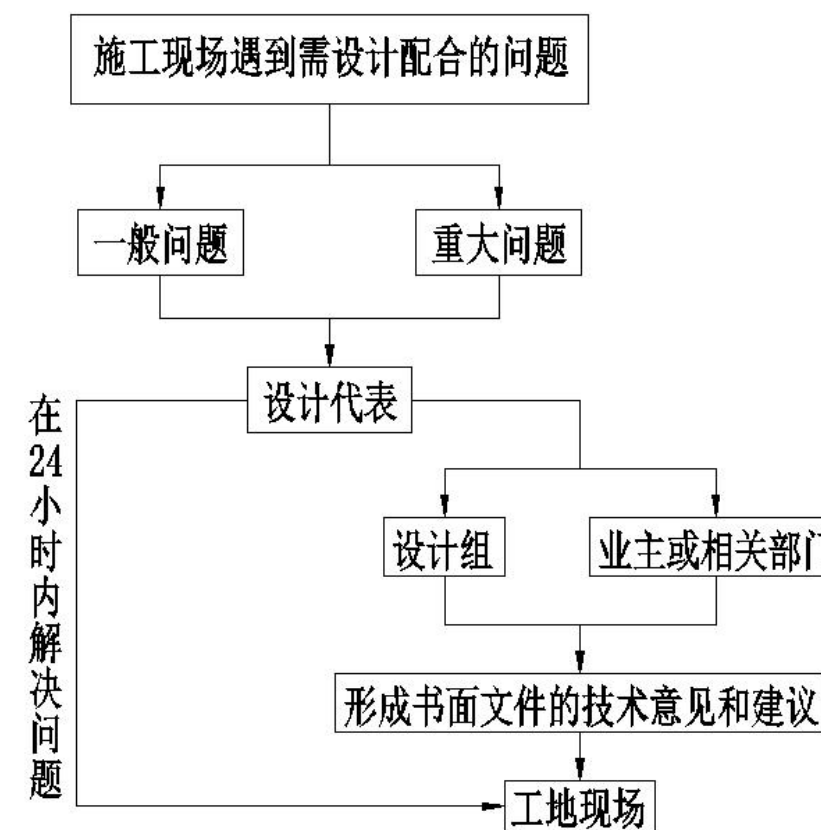 施工现场遇到需设计配合的问题
一般问题
重大问题
设计代表
在24小时内解决问题
设计组
业主或相关部门
形成书面文件的技术意见和建议
工地现场